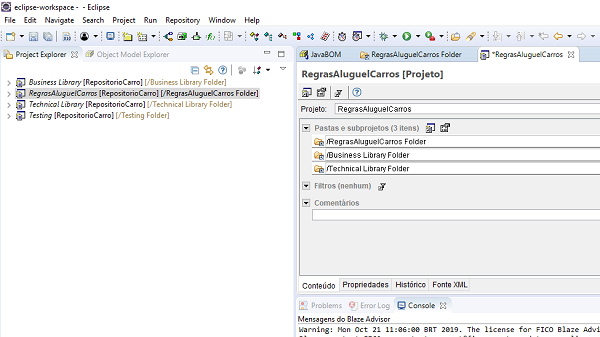 eclipse-workspace - - Eclipse
File Edit Navigate Search Project Run Repository Window Help
Project Explorer Object Model Explorer
Business Library [RepositorioCarro] [/Business Library Folder]
RegrasAluguelCarros [RepositorioCarro] [/RegrasAluguelCarros Folder]
Technical Library [RepositorioCarro] [/Technical Library Folder]
Testing [RepositorioCarro] [/Testing Folder]
JavaBOM RegrasAluguelCarros Folder *RegrasAluguelCarros
RegrasAluguelCarros [Projeto]
Projeto: RegrasAluguelCarros
Pastas e subprojetos (3 itens)
/RegrasAluguelCarros Folder
/Business Library Folder
/Technical Library Folder
Filtros (nenhum)
Comentários
Conteúdo Propriedades Histórico Fonte XML
Problems Error Log Console
Mensagens do Blaze Advisor
Warning: Mon Oct 21 11:06:00 BRT 2019. The license for FICO Blaze Advi